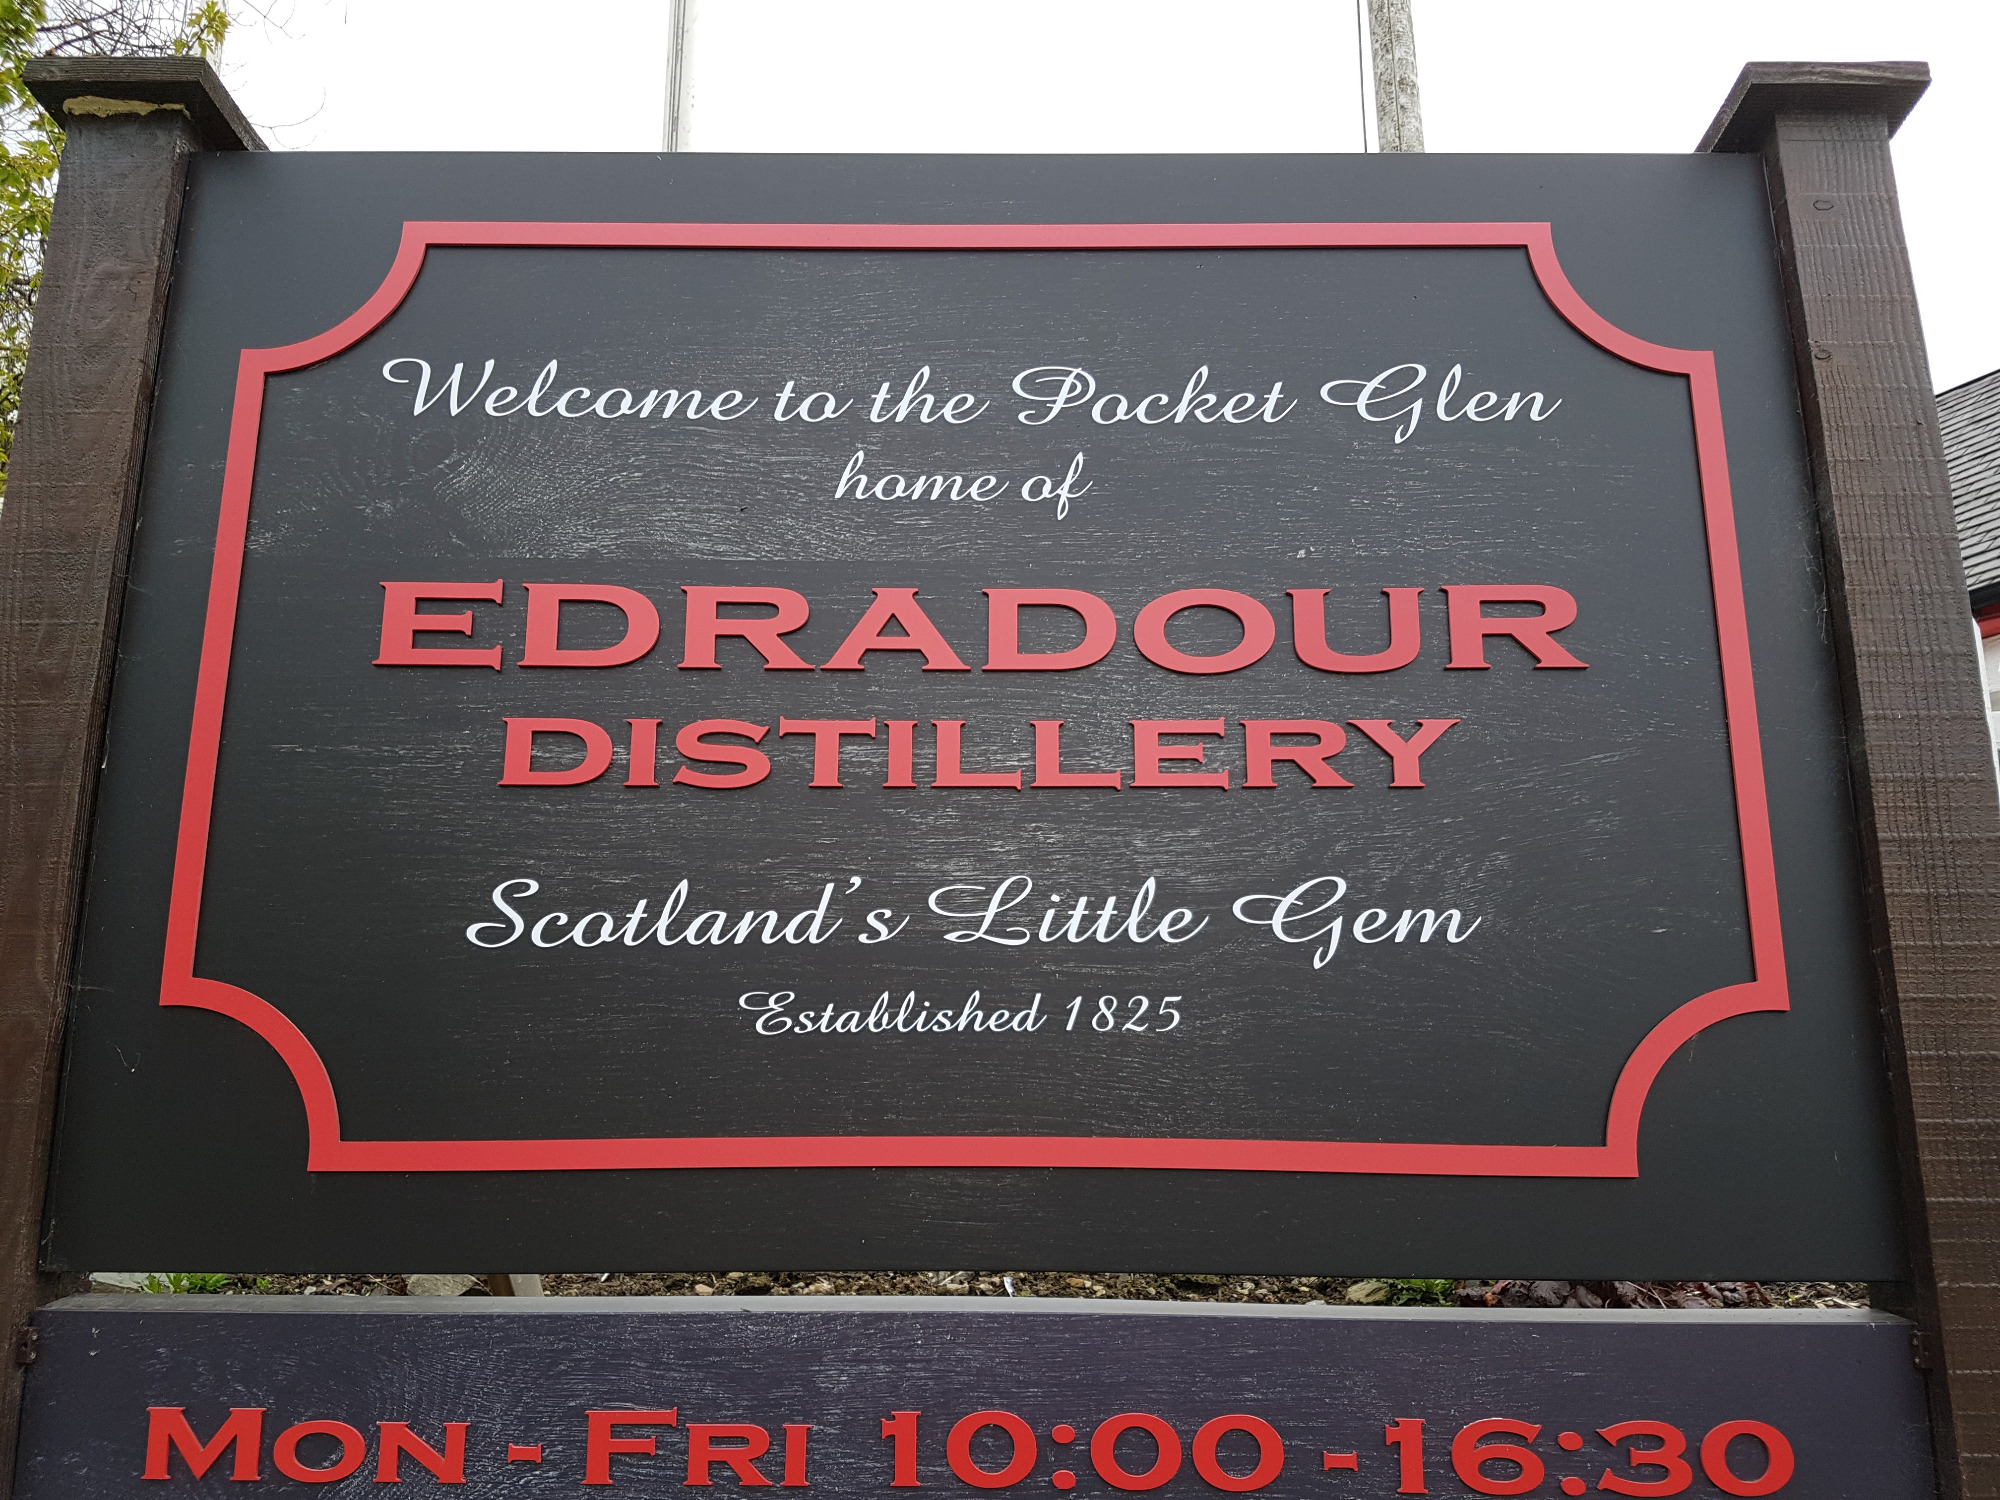 Welcome to the Pocket Glen
home of
EDRADOUR
DISTILLERY
Scotland's Little Gem
Established 1825
MON - FRI 10:00 - 16:30